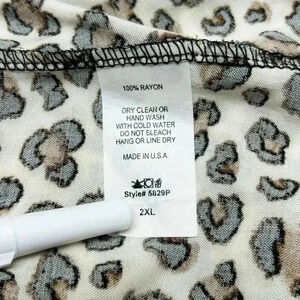 100% RAYON
DRY CLEAN OR
HAND WASH
WITH COLD WATER
DO NOT BLEACH
HANG OR LINE DRY
MADE IN U.S.A.
Style# 5829P
2XL